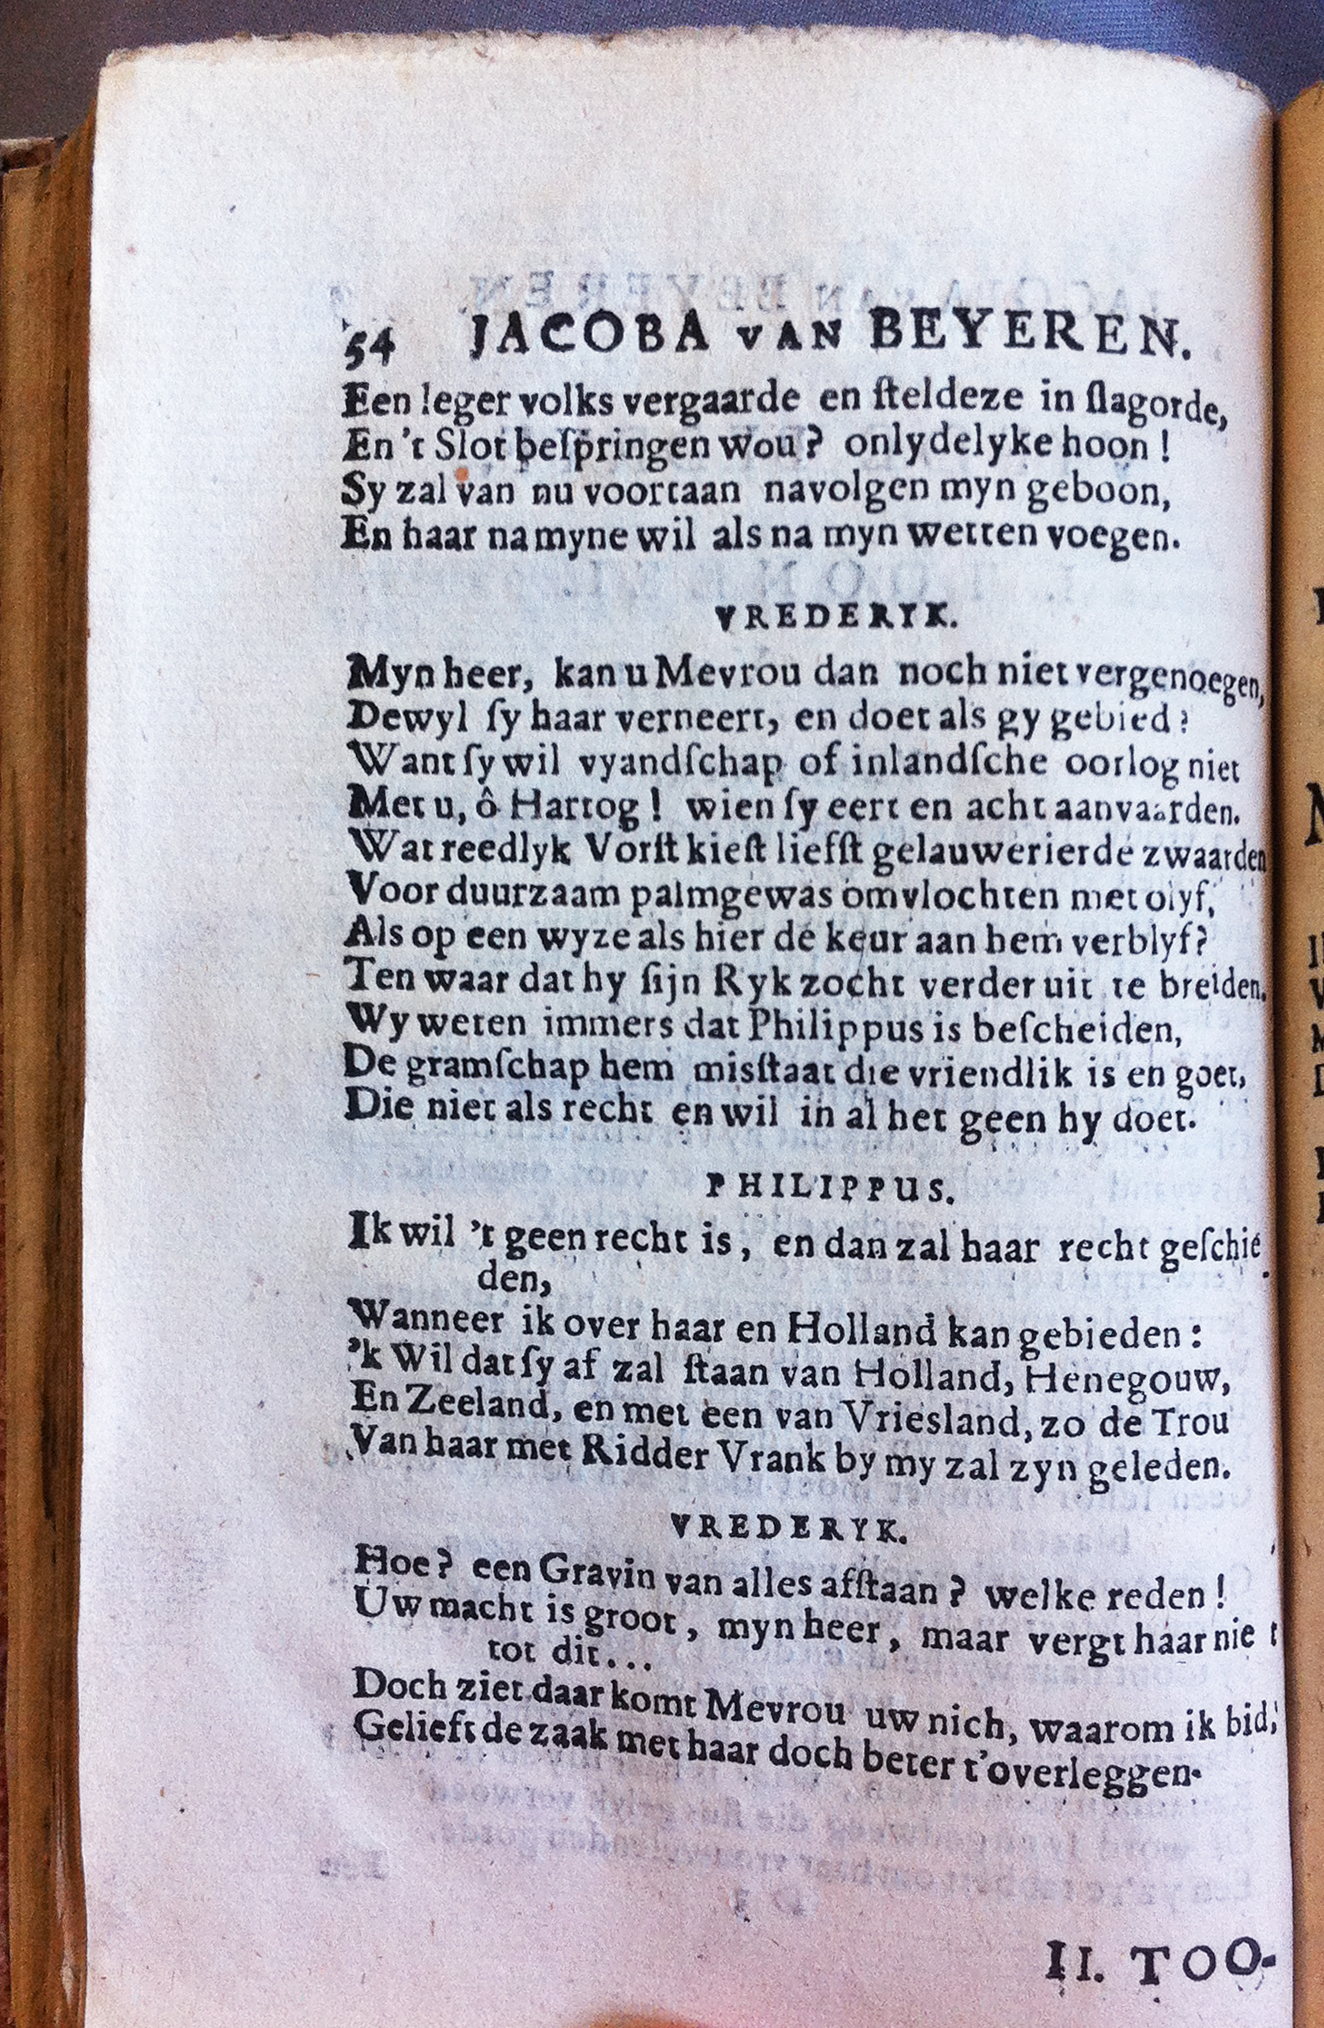 54 JACOBA VAN BEYEREN.
Een leger volks vergaarde en ſteldeze in ſlagorde,
En 't Slot beſpringen wou? onlydelyke hoon!
Sy zal van nu voortaan navolgen myn geboôn,
En haar na myne wil als na myn wetten voegen.
VREDERYK.
Myn heer, kan u Mevrou dan noch niet vergenoegen,
Dewyl ſy haar verneert, en doet als gy gebied?
Want ſy wil vyandſchap of inlandſche oorlog niet
Met u, ô Hartog! wien ſy eert en acht aanvaarden.
Wat reedlyk Vorſt kieſt liefſt gelauwerierde zwaarden
Voor duurzaam palmgewas omvlochten met olyf,
Als op een wyze als hier de keur aan hem verblyf?
Ten waar dat hy ſijn Ryk zocht verder uit te breiden.
Wy weten immers dat Philippus is beſcheiden,
De gramſchap hem misſtaat die vriendlik is en goet,
Die niet als recht en wil in al het geen hy doet.
PHILIPPUS.
Ik wil 't geen recht is, en dan zal haar recht geſchie
den,
Wanneer ik over haar en Holland kan gebieden:
'k Wil dat ſy af zal ſtaan van Holland, Henegouw,
En Zeeland, en met een van Vriesland, zo de Trou
Van haar met Ridder Vrank by my zal zyn geleden.
VREDERYK.
Hoe? een Gravin van alles afſtaan? welke reden!
Uw macht is groot, myn heer, maar vergt haar niet
tot dit...
Doch ziet daar komt Mevrou uw nich, waarom ik bid,
Gelieft de zaak met haar doch beter t'overleggen.
II. TOO-